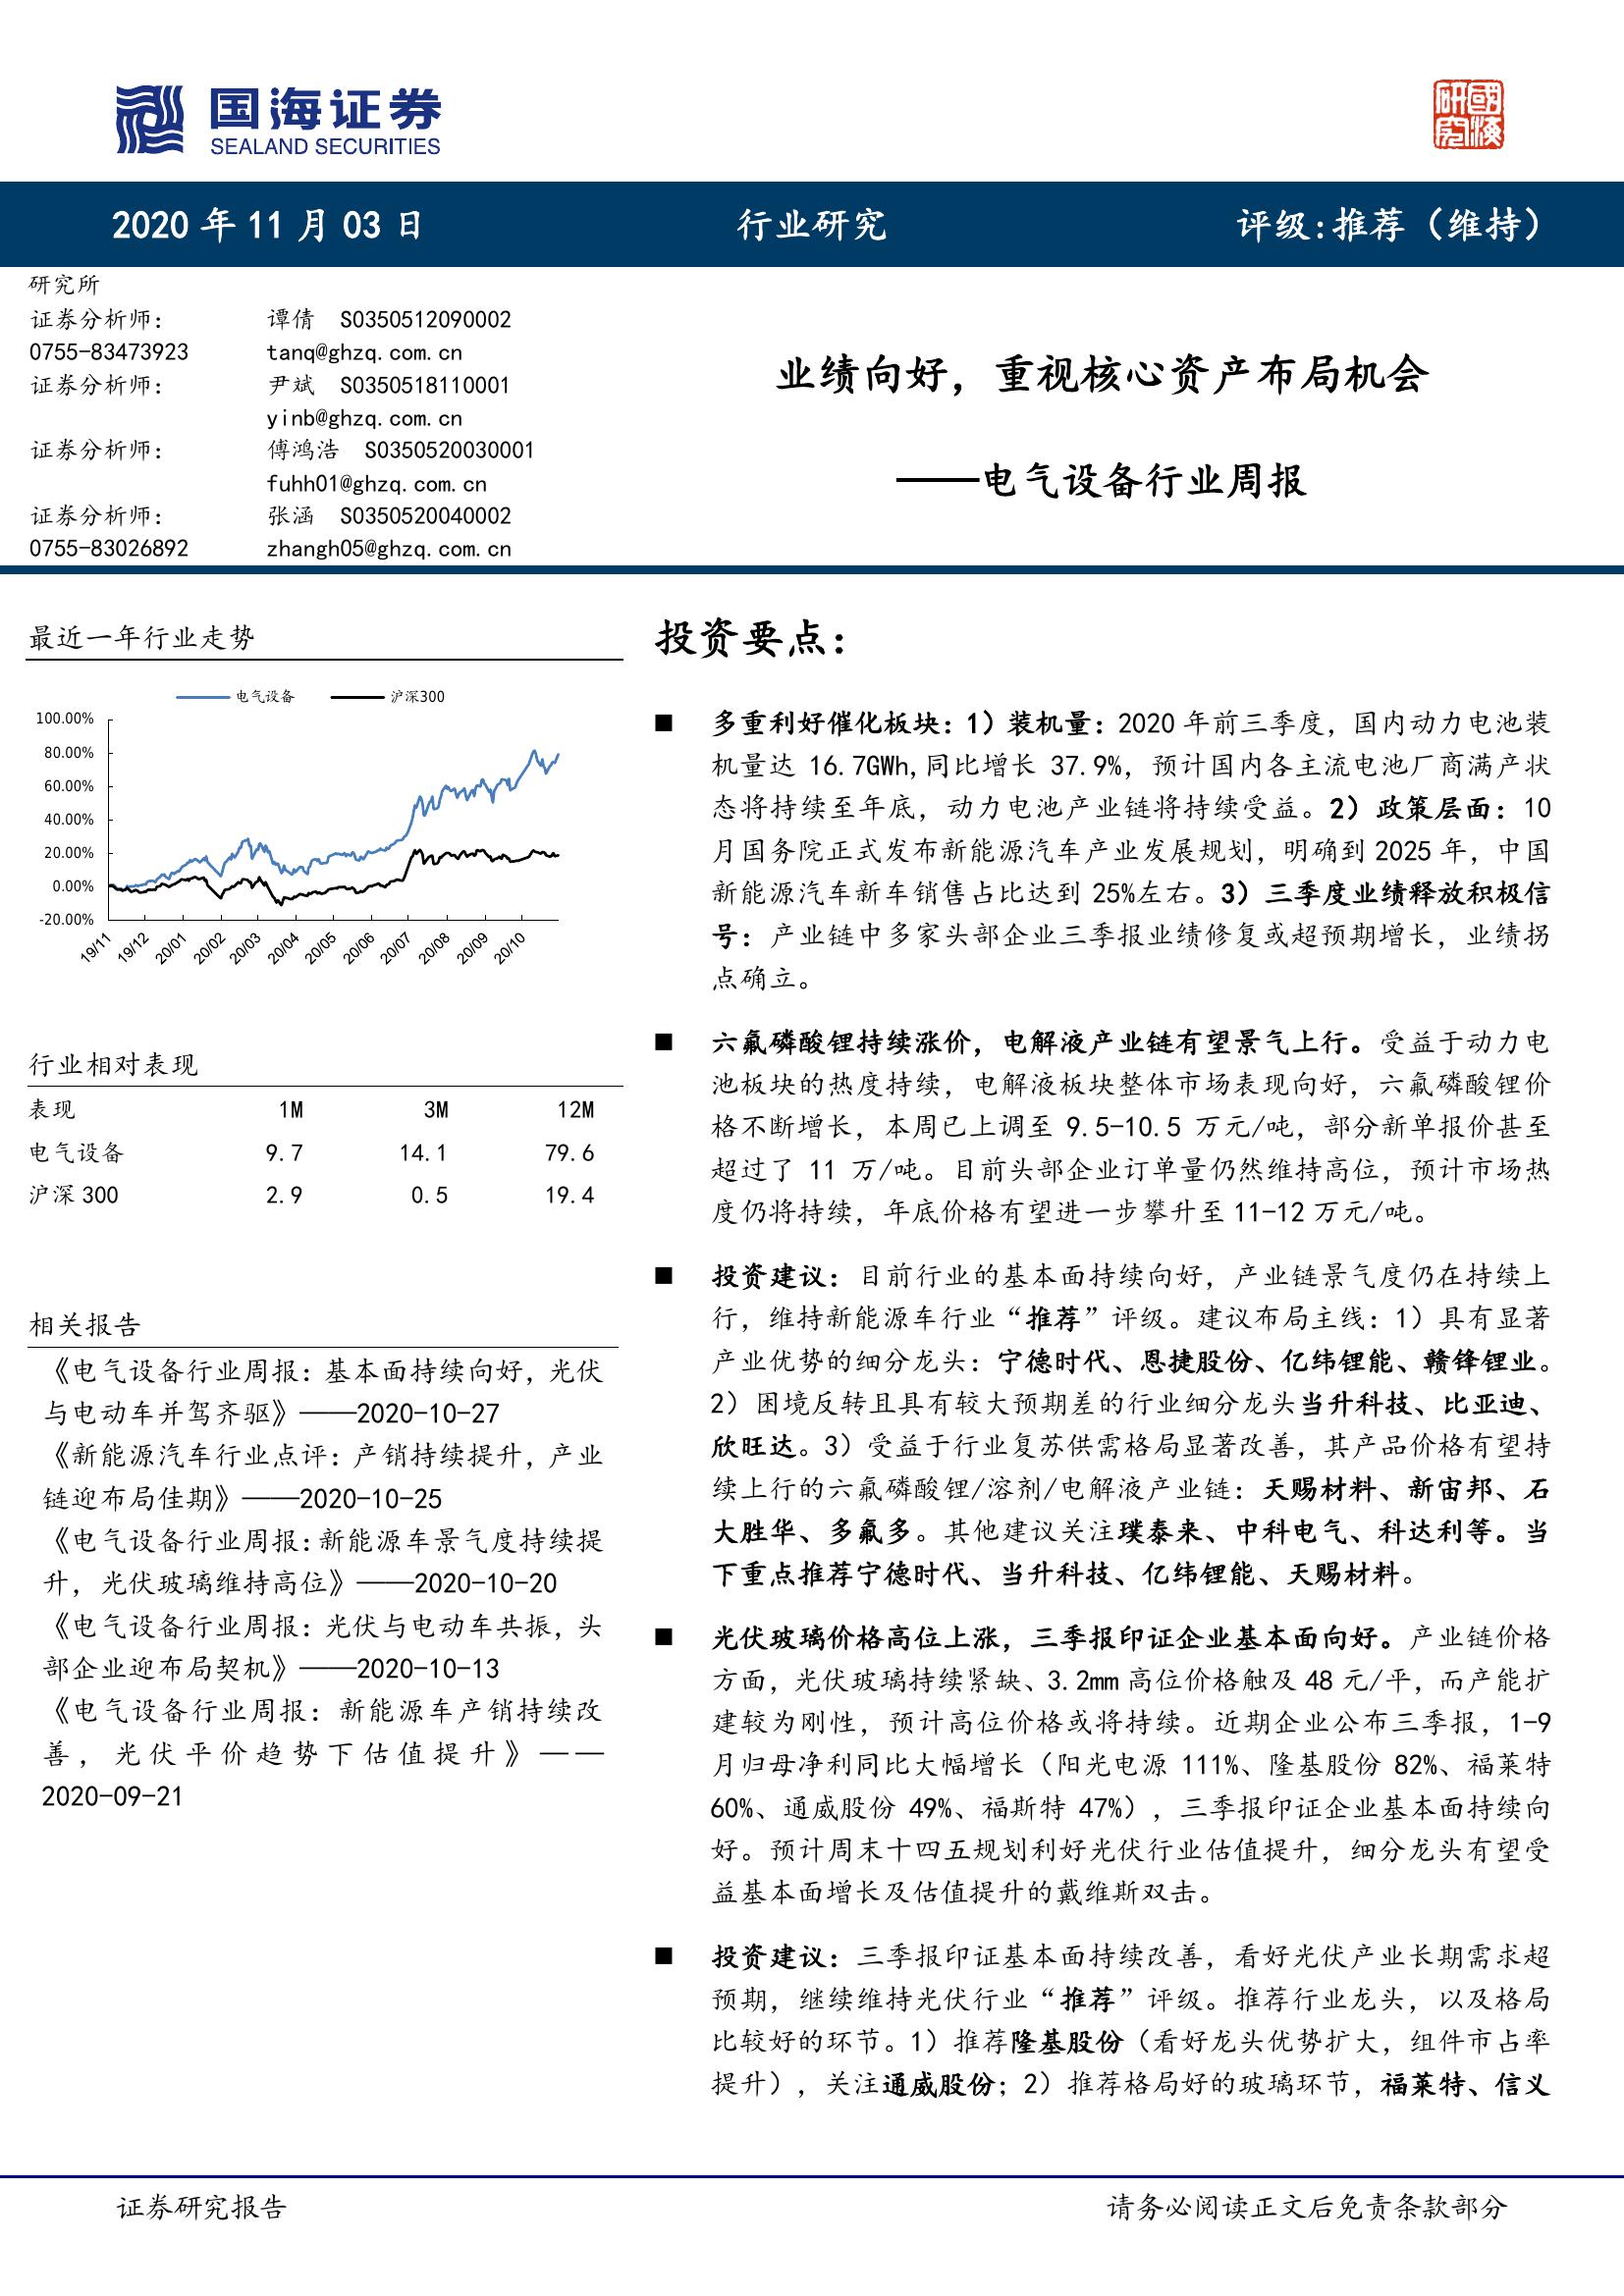 国海证券
SEALAND SECURITIES
國海研究
2020 年 11 月 03 日
行业研究
评级:推荐（维持）
研究所
证券分析师： 谭倩 S0350512090002
0755-83473923 tanq@ghzq.com.cn
证券分析师： 尹斌 S0350518110001
yinb@ghzq.com.cn
证券分析师： 傅鸿浩 S0350520030001
fuhh01@ghzq.com.cn
证券分析师： 张涵 S0350520040002
0755-83026892 zhangh05@ghzq.com.cn
业绩向好，重视核心资产布局机会
——电气设备行业周报
最近一年行业走势
电气设备 沪深300
100.00%
80.00%
60.00%
40.00%
20.00%
0.00%
-20.00%
19/11 19/12 20/01 20/02 20/03 20/04 20/05 20/06 20/07 20/08 20/09 20/10
行业相对表现
表现 1M 3M 12M
电气设备 9.7 14.1 79.6
沪深 300 2.9 0.5 19.4
相关报告
《电气设备行业周报：基本面持续向好，光伏
与电动车并驾齐驱》——2020-10-27
《新能源汽车行业点评：产销持续提升，产业
链迎布局佳期》——2020-10-25
《电气设备行业周报:新能源车景气度持续提
升，光伏玻璃维持高位》——2020-10-20
《电气设备行业周报：光伏与电动车共振，头
部企业迎布局契机》——2020-10-13
《电气设备行业周报：新能源车产销持续改
善，光伏平价趋势下估值提升》——
2020-09-21
投资要点：
■ 多重利好催化板块：1）装机量：2020 年前三季度，国内动力电池装
机量达 16.7GWh,同比增长 37.9%，预计国内各主流电池厂商满产状
态将持续至年底，动力电池产业链将持续受益。2）政策层面：10
月国务院正式发布新能源汽车产业发展规划，明确到 2025 年，中国
新能源汽车新车销售占比达到 25%左右。3）三季度业绩释放积极信
号：产业链中多家头部企业三季报业绩修复或超预期增长，业绩拐
点确立。
■ 六氟磷酸锂持续涨价，电解液产业链有望景气上行。受益于动力电
池板块的热度持续，电解液板块整体市场表现向好，六氟磷酸锂价
格不断增长，本周已上调至 9.5-10.5 万元/吨，部分新单报价甚至
超过了 11 万/吨。目前头部企业订单量仍然维持高位，预计市场热
度仍将持续，年底价格有望进一步攀升至 11-12 万元/吨。
■ 投资建议：目前行业的基本面持续向好，产业链景气度仍在持续上
行，维持新能源车行业“推荐”评级。建议布局主线：1）具有显著
产业优势的细分龙头：宁德时代、恩捷股份、亿纬锂能、赣锋锂业。
2）困境反转且具有较大预期差的行业细分龙头当升科技、比亚迪、
欣旺达。3）受益于行业复苏供需格局显著改善，其产品价格有望持
续上行的六氟磷酸锂/溶剂/电解液产业链：天赐材料、新宙邦、石
大胜华、多氟多。其他建议关注璞泰来、中科电气、科达利等。当
下重点推荐宁德时代、当升科技、亿纬锂能、天赐材料。
■ 光伏玻璃价格高位上涨，三季报印证企业基本面向好。产业链价格
方面，光伏玻璃持续紧缺、3.2mm 高位价格触及 48 元/平，而产能扩
建较为刚性，预计高位价格或将持续。近期企业公布三季报，1-9
月归母净利同比大幅增长（阳光电源 111%、隆基股份 82%、福莱特
60%、通威股份 49%、福斯特 47%），三季报印证企业基本面持续向
好。预计周末十四五规划利好光伏行业估值提升，细分龙头有望受
益基本面增长及估值提升的戴维斯双击。
■ 投资建议：三季报印证基本面持续改善，看好光伏产业长期需求超
预期，继续维持光伏行业“推荐”评级。推荐行业龙头，以及格局
比较好的环节。1）推荐隆基股份（看好龙头优势扩大，组件市占率
提升），关注通威股份；2）推荐格局好的玻璃环节，福莱特、信义
证券研究报告
请务必阅读正文后免责条款部分